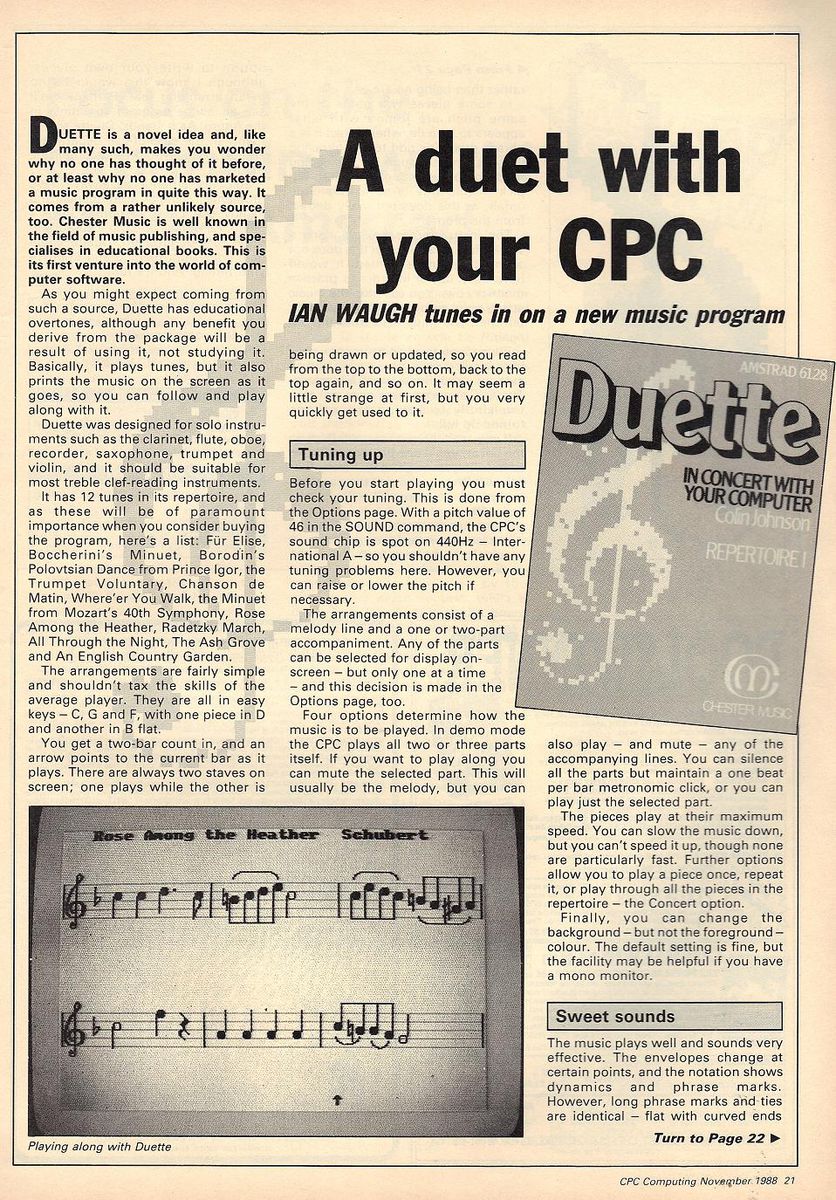 DUETTE is a novel idea and, like
many such, makes you wonder
why no one has thought of it before,
or at least why no one has marketed
a music program in quite this way. It
comes from a rather unlikely source,
too. Chester Music is well known in
the field of music publishing, and spe-
cialises in educational books. This is
its first venture into the world of com-
puter software.
As you might expect coming from
such a source, Duette has educational
overtones, although any benefit you
derive from the package will be a
result of using it, not studying it.
Basically, it plays tunes, but it also
prints the music on the screen as it
goes, so you can follow and play
along with it.
Duette was designed for solo instru-
ments such as the clarinet, flute, oboe,
recorder, saxophone, trumpet and
violin, and it should be suitable for
most treble clef-reading instruments.
It has 12 tunes in its repertoire, and
as these will be of paramount
importance when you consider buying
the program, here's a list: Für Elise,
Boccherini's Minuet, Borodin's
Polovtsian Dance from Prince Igor, the
Trumpet Voluntary, Chanson de
Matin, Where'er You Walk, the Minuet
from Mozart's 40th Symphony, Rose
Among the Heather, Radetzky March,
All Through the Night, The Ash Grove
and An English Country Garden.
The arrangements are fairly simple
and shouldn't tax the skills of the
average player. They are all in easy
keys – C, G and F, with one piece in D
and another in B flat.
You get a two-bar count in, and an
arrow points to the current bar as it
plays. There are always two staves on
screen; one plays while the other is
A duet with
your CPC
IAN WAUGH tunes in on a new music program
being drawn or updated, so you read
from the top to the bottom, back to the
top again, and so on. It may seem a
little strange at first, but you very
quickly get used to it.
Tuning up
Before you start playing you must
check your tuning. This is done from
the Options page. With a pitch value of
46 in the SOUND command, the CPC's
sound chip is spot on 440Hz – Inter-
national A – so you shouldn't have any
tuning problems here. However, you
can raise or lower the pitch if
necessary.
The arrangements consist of a
melody line and a one or two-part
accompaniment. Any of the parts
can be selected for display on-
screen – but only one at a time
– and this decision is made in the
Options page, too.
Four options determine how the
music is to be played. In demo mode
the CPC plays all two or three parts
itself. If you want to play along you
can mute the selected part. This will
usually be the melody, but you can
AMSTRAD 6128
Duette
IN CONCERT WITH
YOUR COMPUTER
Colin Johnson
REPERTOIRE I
CHESTER MUSIC
also play – and mute – any of the
accompanying lines. You can silence
all the parts but maintain a one beat
per bar metronomic click, or you can
play just the selected part.
The pieces play at their maximum
speed. You can slow the music down,
but you can't speed it up, though none
are particularly fast. Further options
allow you to play a piece once, repeat
it, or play through all the pieces in the
repertoire – the Concert option.
Finally, you can change the
background – but not the foreground –
colour. The default setting is fine, but
the facility may be helpful if you have
a mono monitor.
Sweet sounds
The music plays well and sounds very
effective. The envelopes change at
certain points, and the notation shows
dynamics and phrase marks.
However, long phrase marks and ties
are identical – flat with curved ends
Turn to Page 22 ►
Rose Among the Heather Schubert
Playing along with Duette
CPC Computing November 1988 21